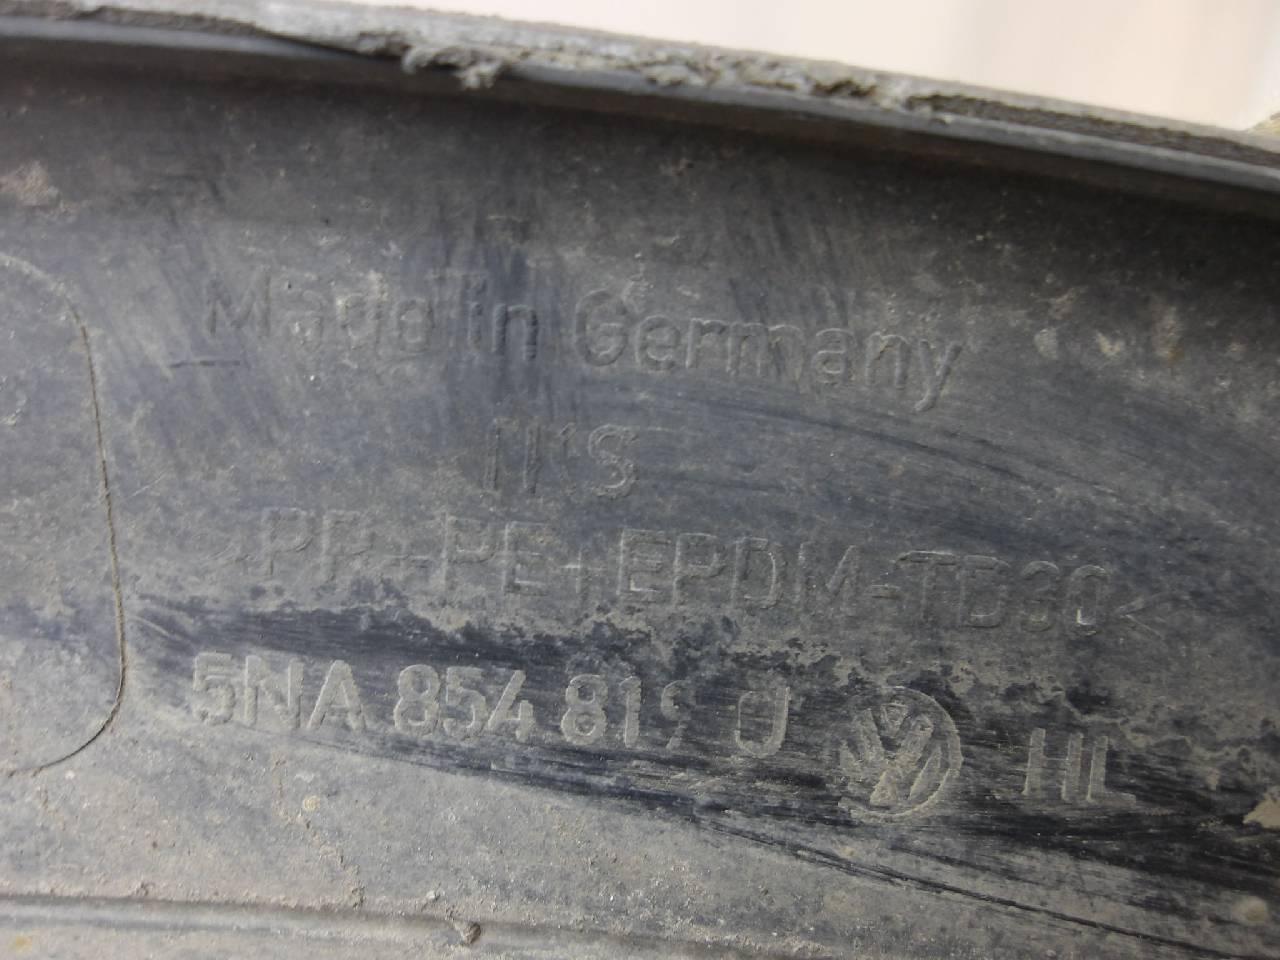 Made in Germany
>PP+PE+EPDM-TD30<
5NA 854 819 U HL